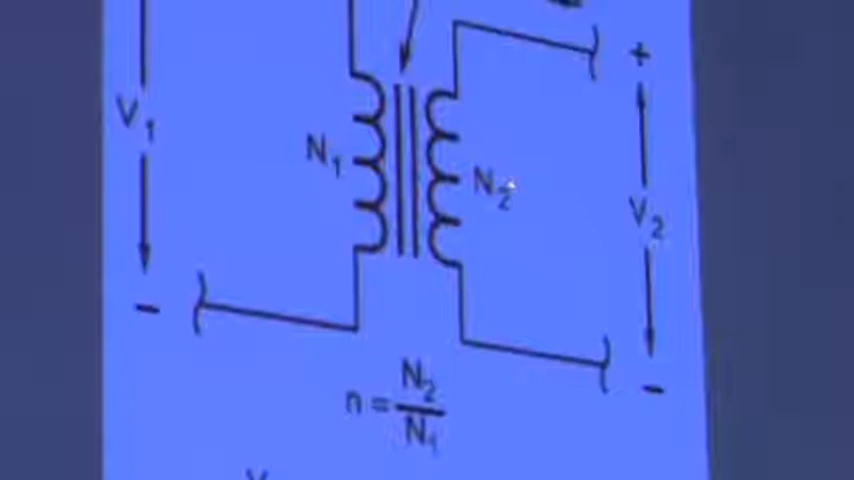 +
V₁
N₁
N₂
V₂
-
-
n = N₂/N₁